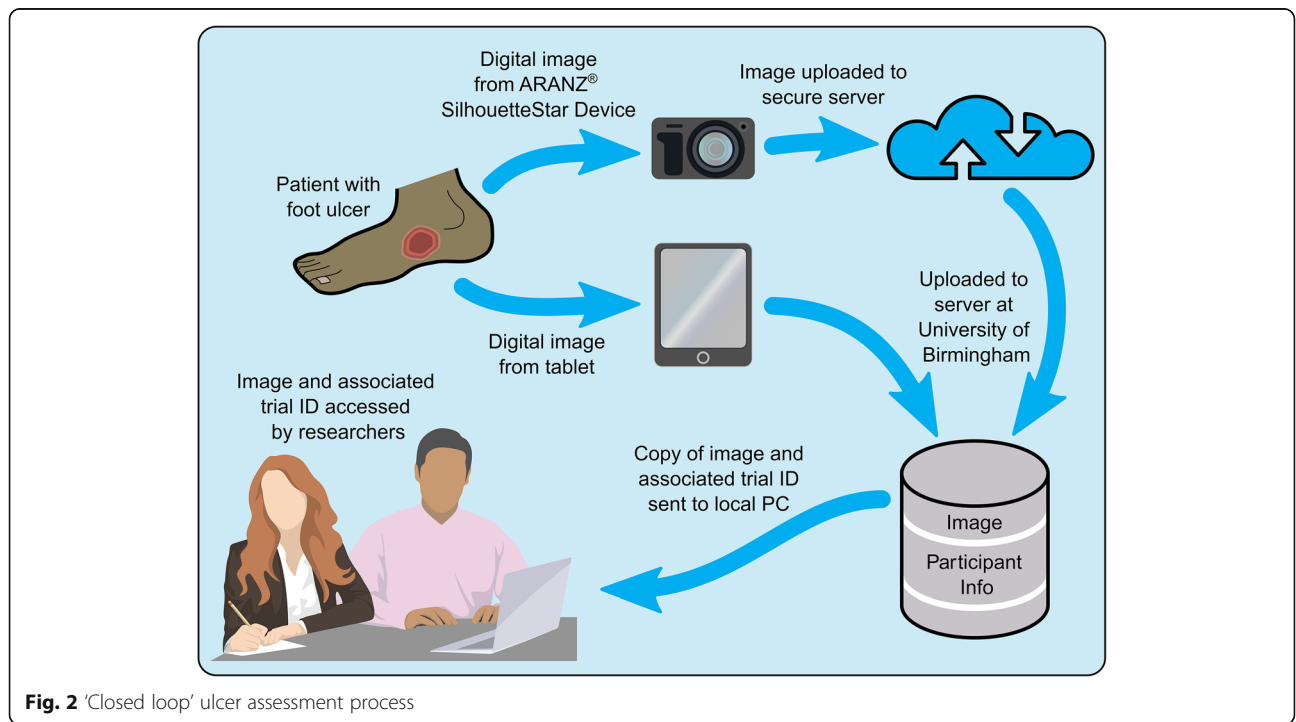 Digital image
from ARANZ®
SilhouetteStar Device
Image uploaded to
secure server
Patient with
foot ulcer
Uploaded to
server at
University of
Birmingham
Digital image
from tablet
Image and associated
trial ID accessed
by researchers
Copy of image and
associated trial ID
sent to local PC
Image
Participant
Info
Fig. 2 ‘Closed loop’ ulcer assessment process